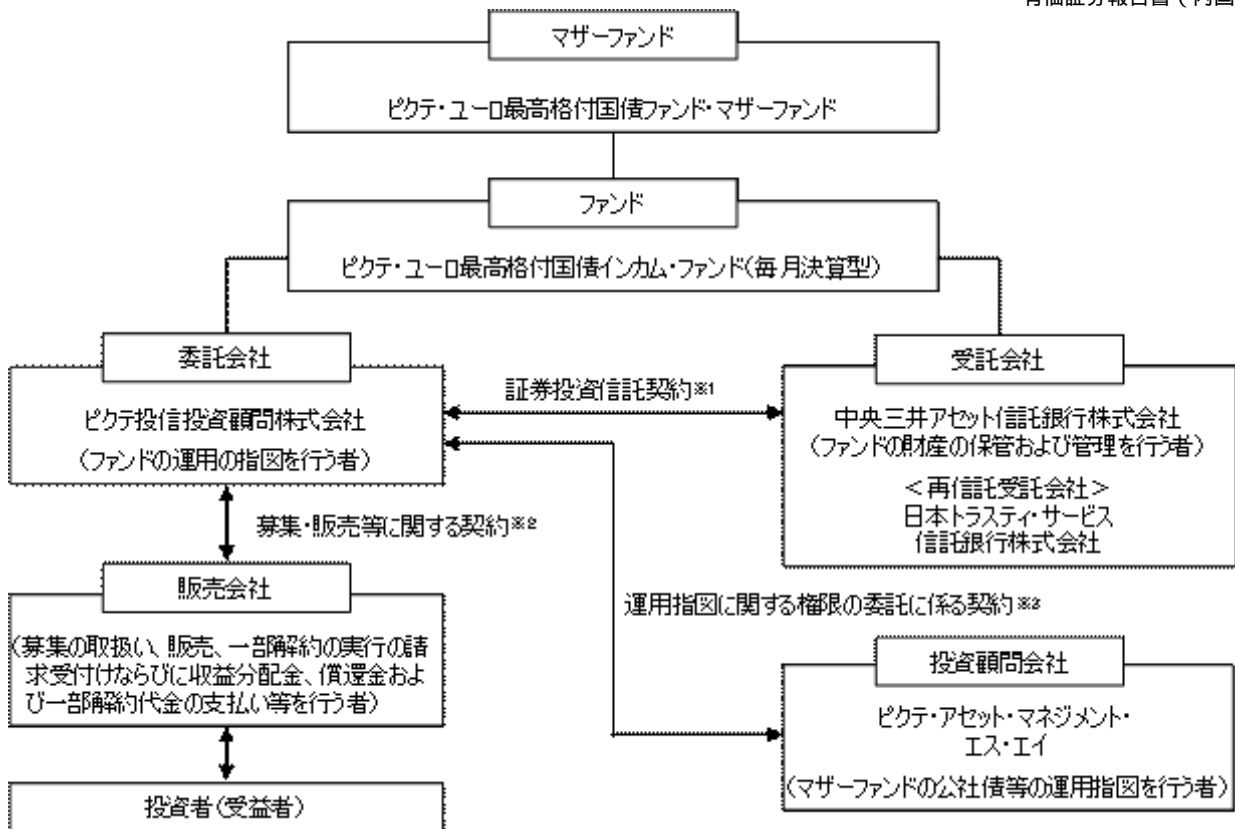 マザーファンド
ピクテ・ユーロ最高格付国債ファンド・マザーファンド
ファンド
ピクテ・ユーロ最高格付国債インカム・ファンド(毎月決算型)
委託会社
ピクテ投信投資顧問株式会社
(ファンドの運用の指図を行う者)
証券投資信託契約※1
受託会社
中央三井アセット信託銀行株式会社
(ファンドの財産の保管および管理を行う者)
<再信託受託会社>
日本トラスティ・サービス
信託銀行株式会社
募集・販売等に関する契約※2
販売会社
(募集の取扱い、販売、一部解約の実行の請
求受付けならびに収益分配金、償還金およ
び一部解約代金の支払い等を行う者)
運用指図に関する権限の委託に係る契約※3
投資顧問会社
ピクテ・アセット・マネジメント・
エス・エイ
(マザーファンドの公社債等の運用指図を行う者)
投資者(受益者)